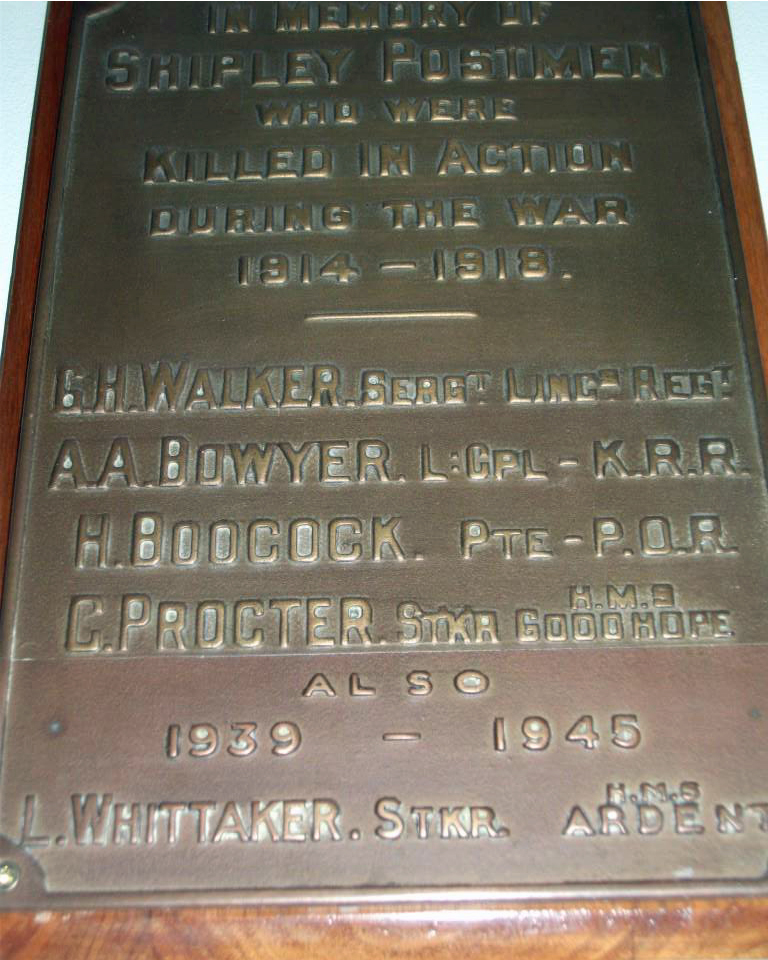 IN MEMORY OF
SHIPLEY POSTMEN
WHO WERE
KILLED IN ACTION
DURING THE WAR
1914 – 1918.
G.H. WALKER. SERGT LINCS REGT
A.A. BOWYER. L:CPL - K.R.R.
H. BOOCOCK. PTE - P.O.R.
C. PROCTER. STKR H.M.S GOOD HOPE
ALSO
1939 – 1945
L. WHITTAKER. STKR. H.M.S ARDENT